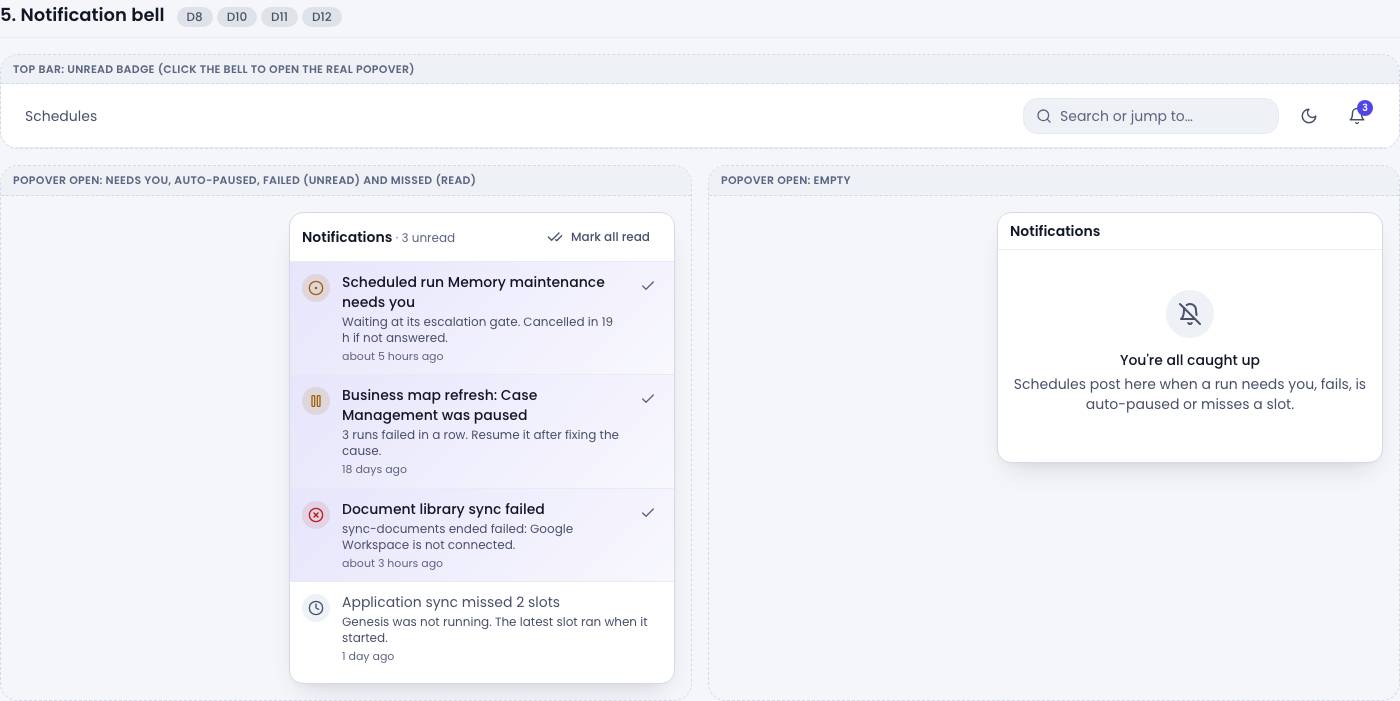 5. Notification bell D8 D10 D11 D12
TOP BAR: UNREAD BADGE (CLICK THE BELL TO OPEN THE REAL POPOVER)
Schedules
Search or jump to…
3
POPOVER OPEN: NEEDS YOU, AUTO-PAUSED, FAILED (UNREAD) AND MISSED (READ)
Notifications · 3 unread
Mark all read
Scheduled run Memory maintenance
needs you
Waiting at its escalation gate. Cancelled in 19
h if not answered.
about 5 hours ago
Business map refresh: Case
Management was paused
3 runs failed in a row. Resume it after fixing the
cause.
18 days ago
Document library sync failed
sync-documents ended failed: Google
Workspace is not connected.
about 3 hours ago
Application sync missed 2 slots
Genesis was not running. The latest slot ran when it
started.
1 day ago
POPOVER OPEN: EMPTY
Notifications
You're all caught up
Schedules post here when a run needs you, fails, is
auto-paused or misses a slot.